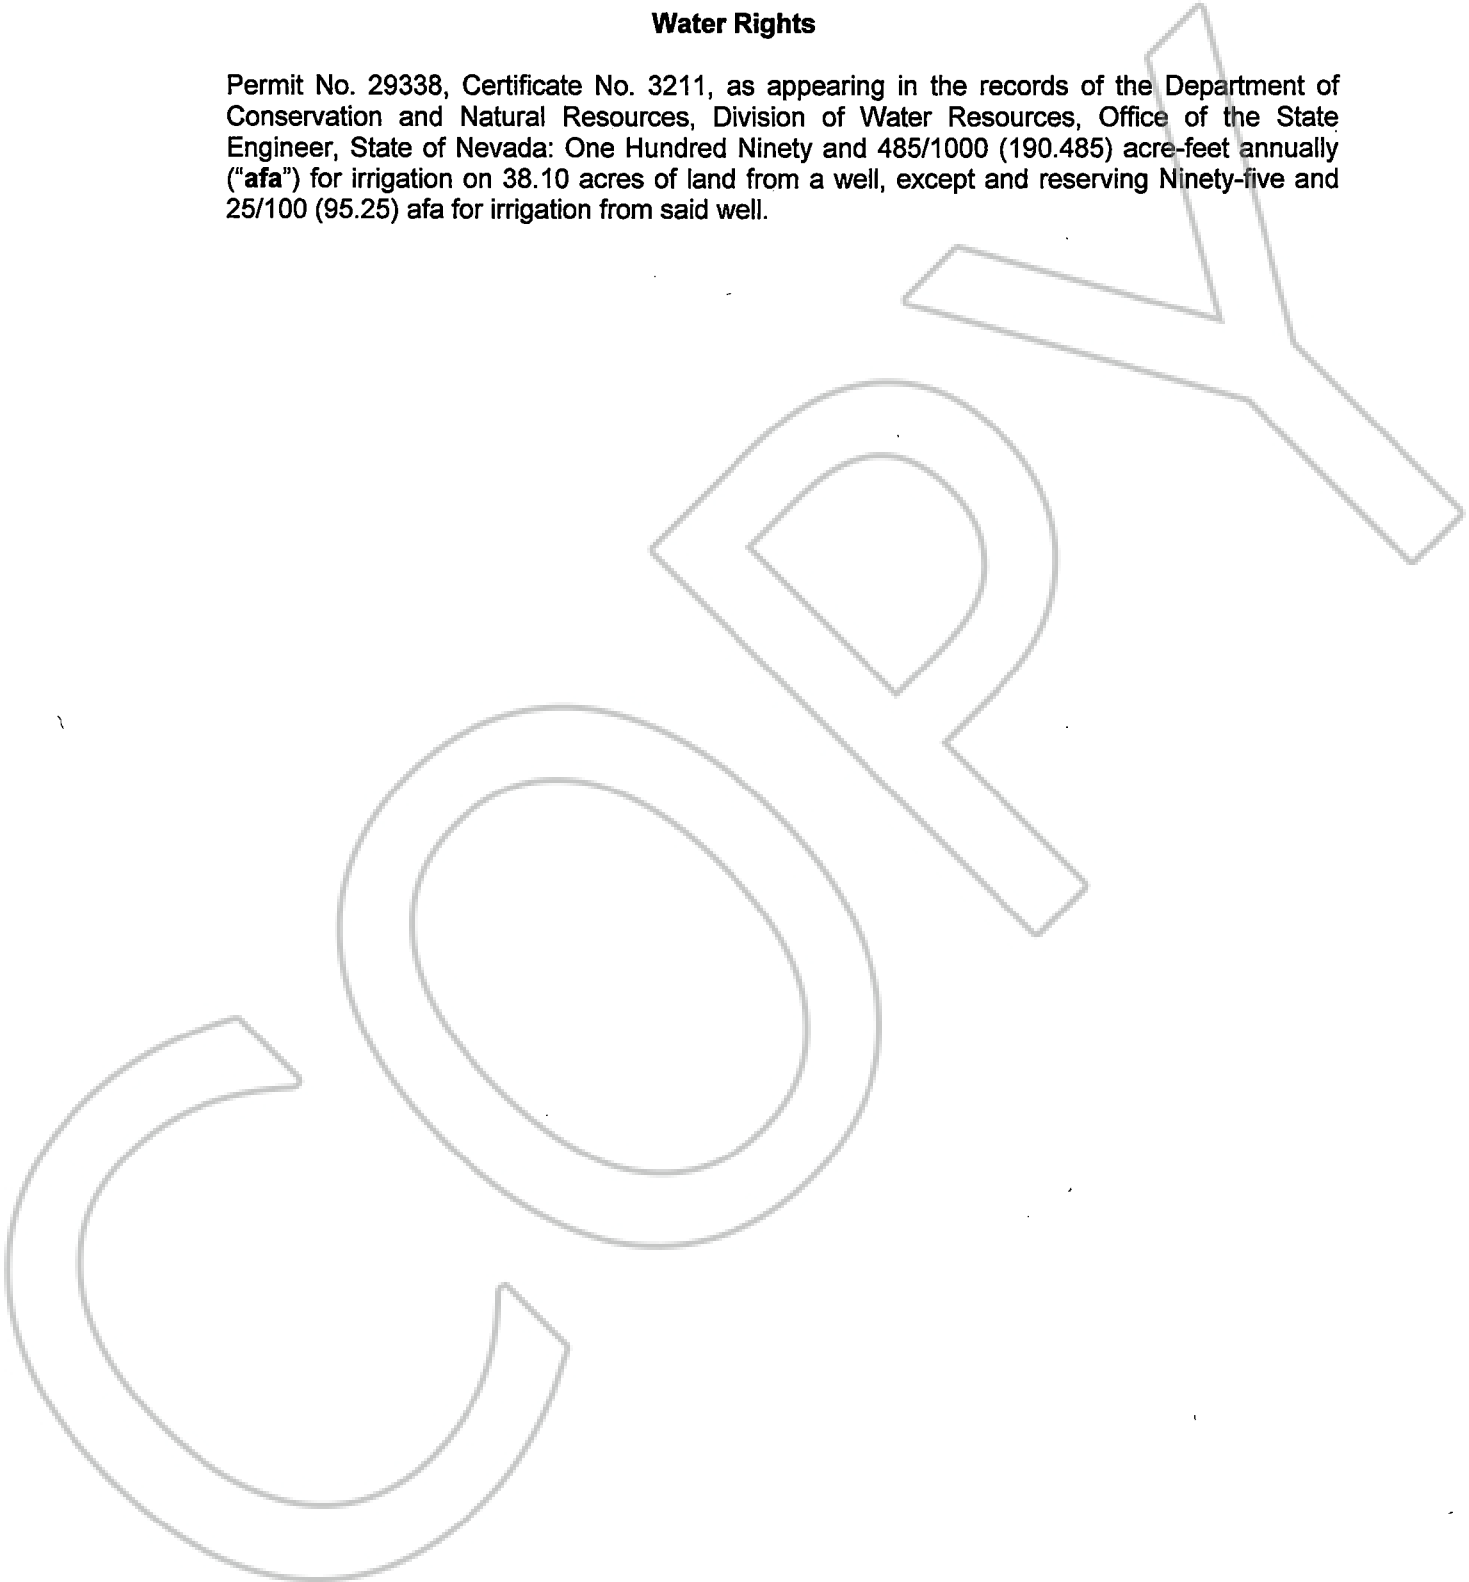 Water Rights
Permit No. 29338, Certificate No. 3211, as appearing in the records of the Department of
Conservation and Natural Resources, Division of Water Resources, Office of the State
Engineer, State of Nevada: One Hundred Ninety and 485/1000 (190.485) acre-feet annually
(“afa”) for irrigation on 38.10 acres of land from a well, except and reserving Ninety-five and
25/100 (95.25) afa for irrigation from said well.
COPY